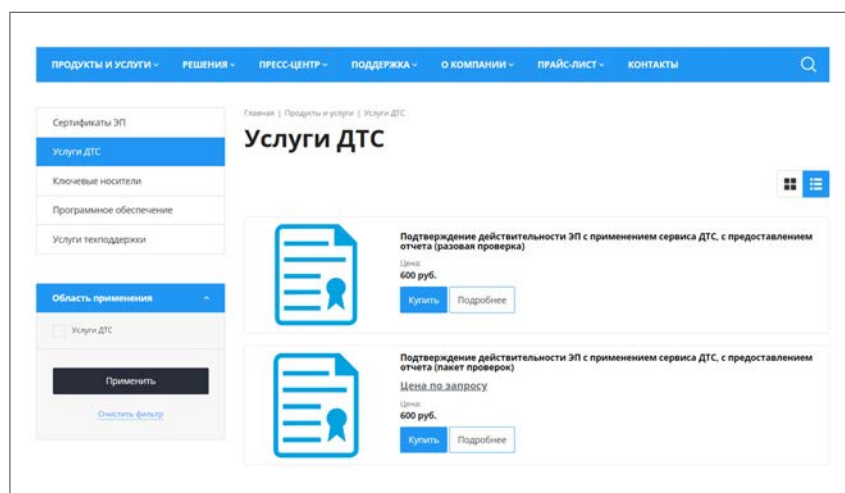 ПРОДУКТЫ И УСЛУГИ РЕШЕНИЯ ПРЕСС-ЦЕНТР ПОДДЕРЖКА О КОМПАНИИ ПРАЙС-ЛИСТ КОНТАКТЫ
Сертификаты ЭП
Услуги ДТС
Ключевые носители
Программное обеспечение
Услуги техподдержки
Область применения
Услуги ДТС
Применить
Очистить фильтр
Главная | Продукты и услуги | Услуги ДТС
Услуги ДТС
Подтверждение действительности ЭП с применением сервиса ДТС, с предоставлением
отчета (разовая проверка)
Цена:
600 руб.
Купить Подробнее
Подтверждение действительности ЭП с применением сервиса ДТС, с предоставлением
отчета (пакет проверок)
Цена по запросу
Цена:
600 руб.
Купить Подробнее